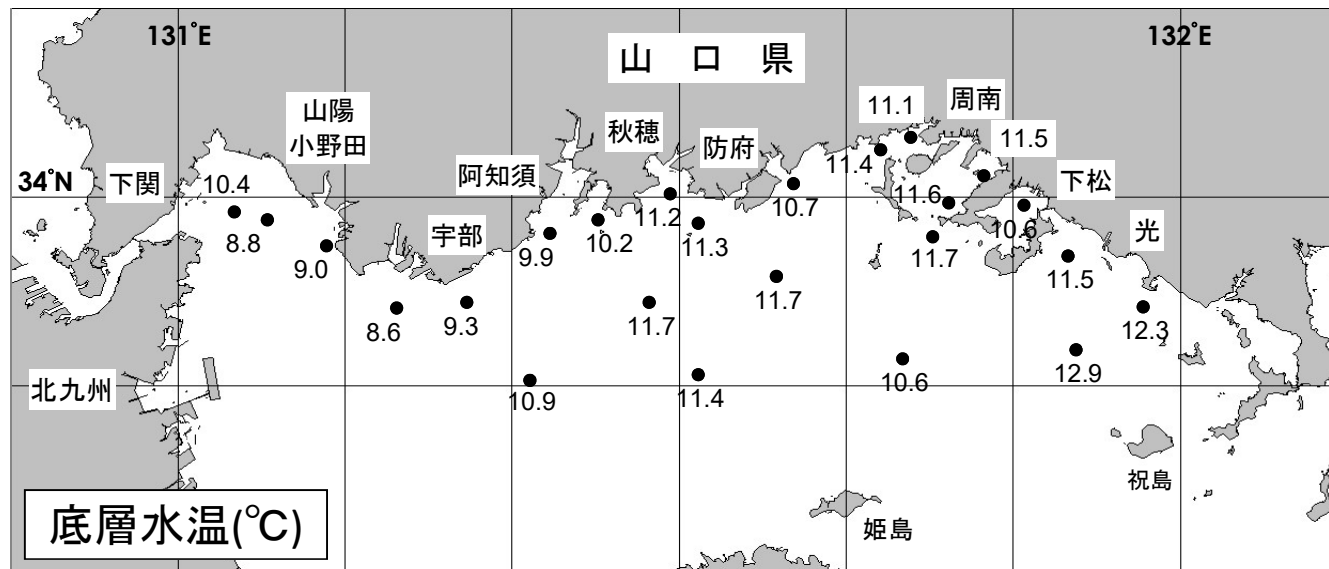 131°E
132°E
山 口 県
11.1
周南
山陽
小野田
秋穂
防府
11.5
阿知須
11.4
下関
34°N
10.4
下松
11.6
10.7
11.2
10.6
8.8
宇部
9.9
10.2
11.3
11.7
光
9.0
11.5
11.7
8.6
9.3
11.7
12.3
北九州
10.6
12.9
10.9
11.4
祝島
底層水温(℃)
姫島